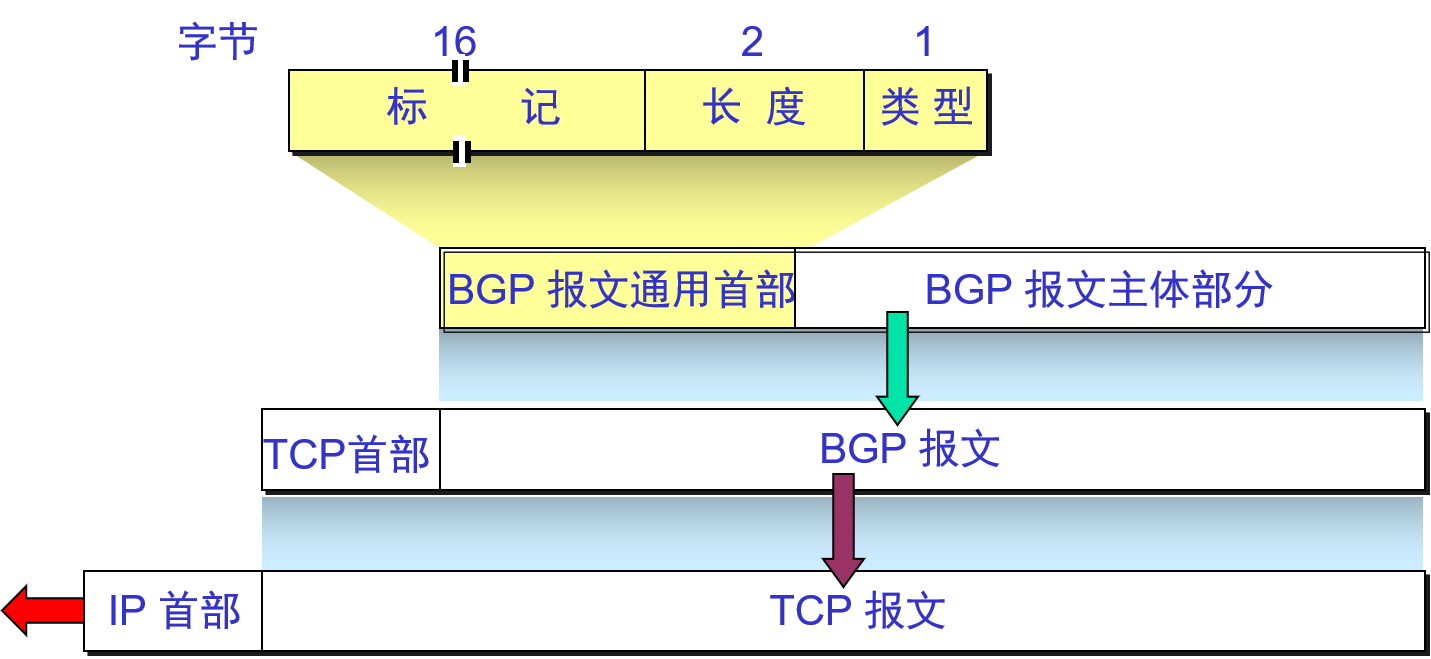 字节 16 2 1
标 记 长 度 类 型
BGP 报文通用首部 BGP 报文主体部分
TCP首部 BGP 报文
IP 首部 TCP 报文